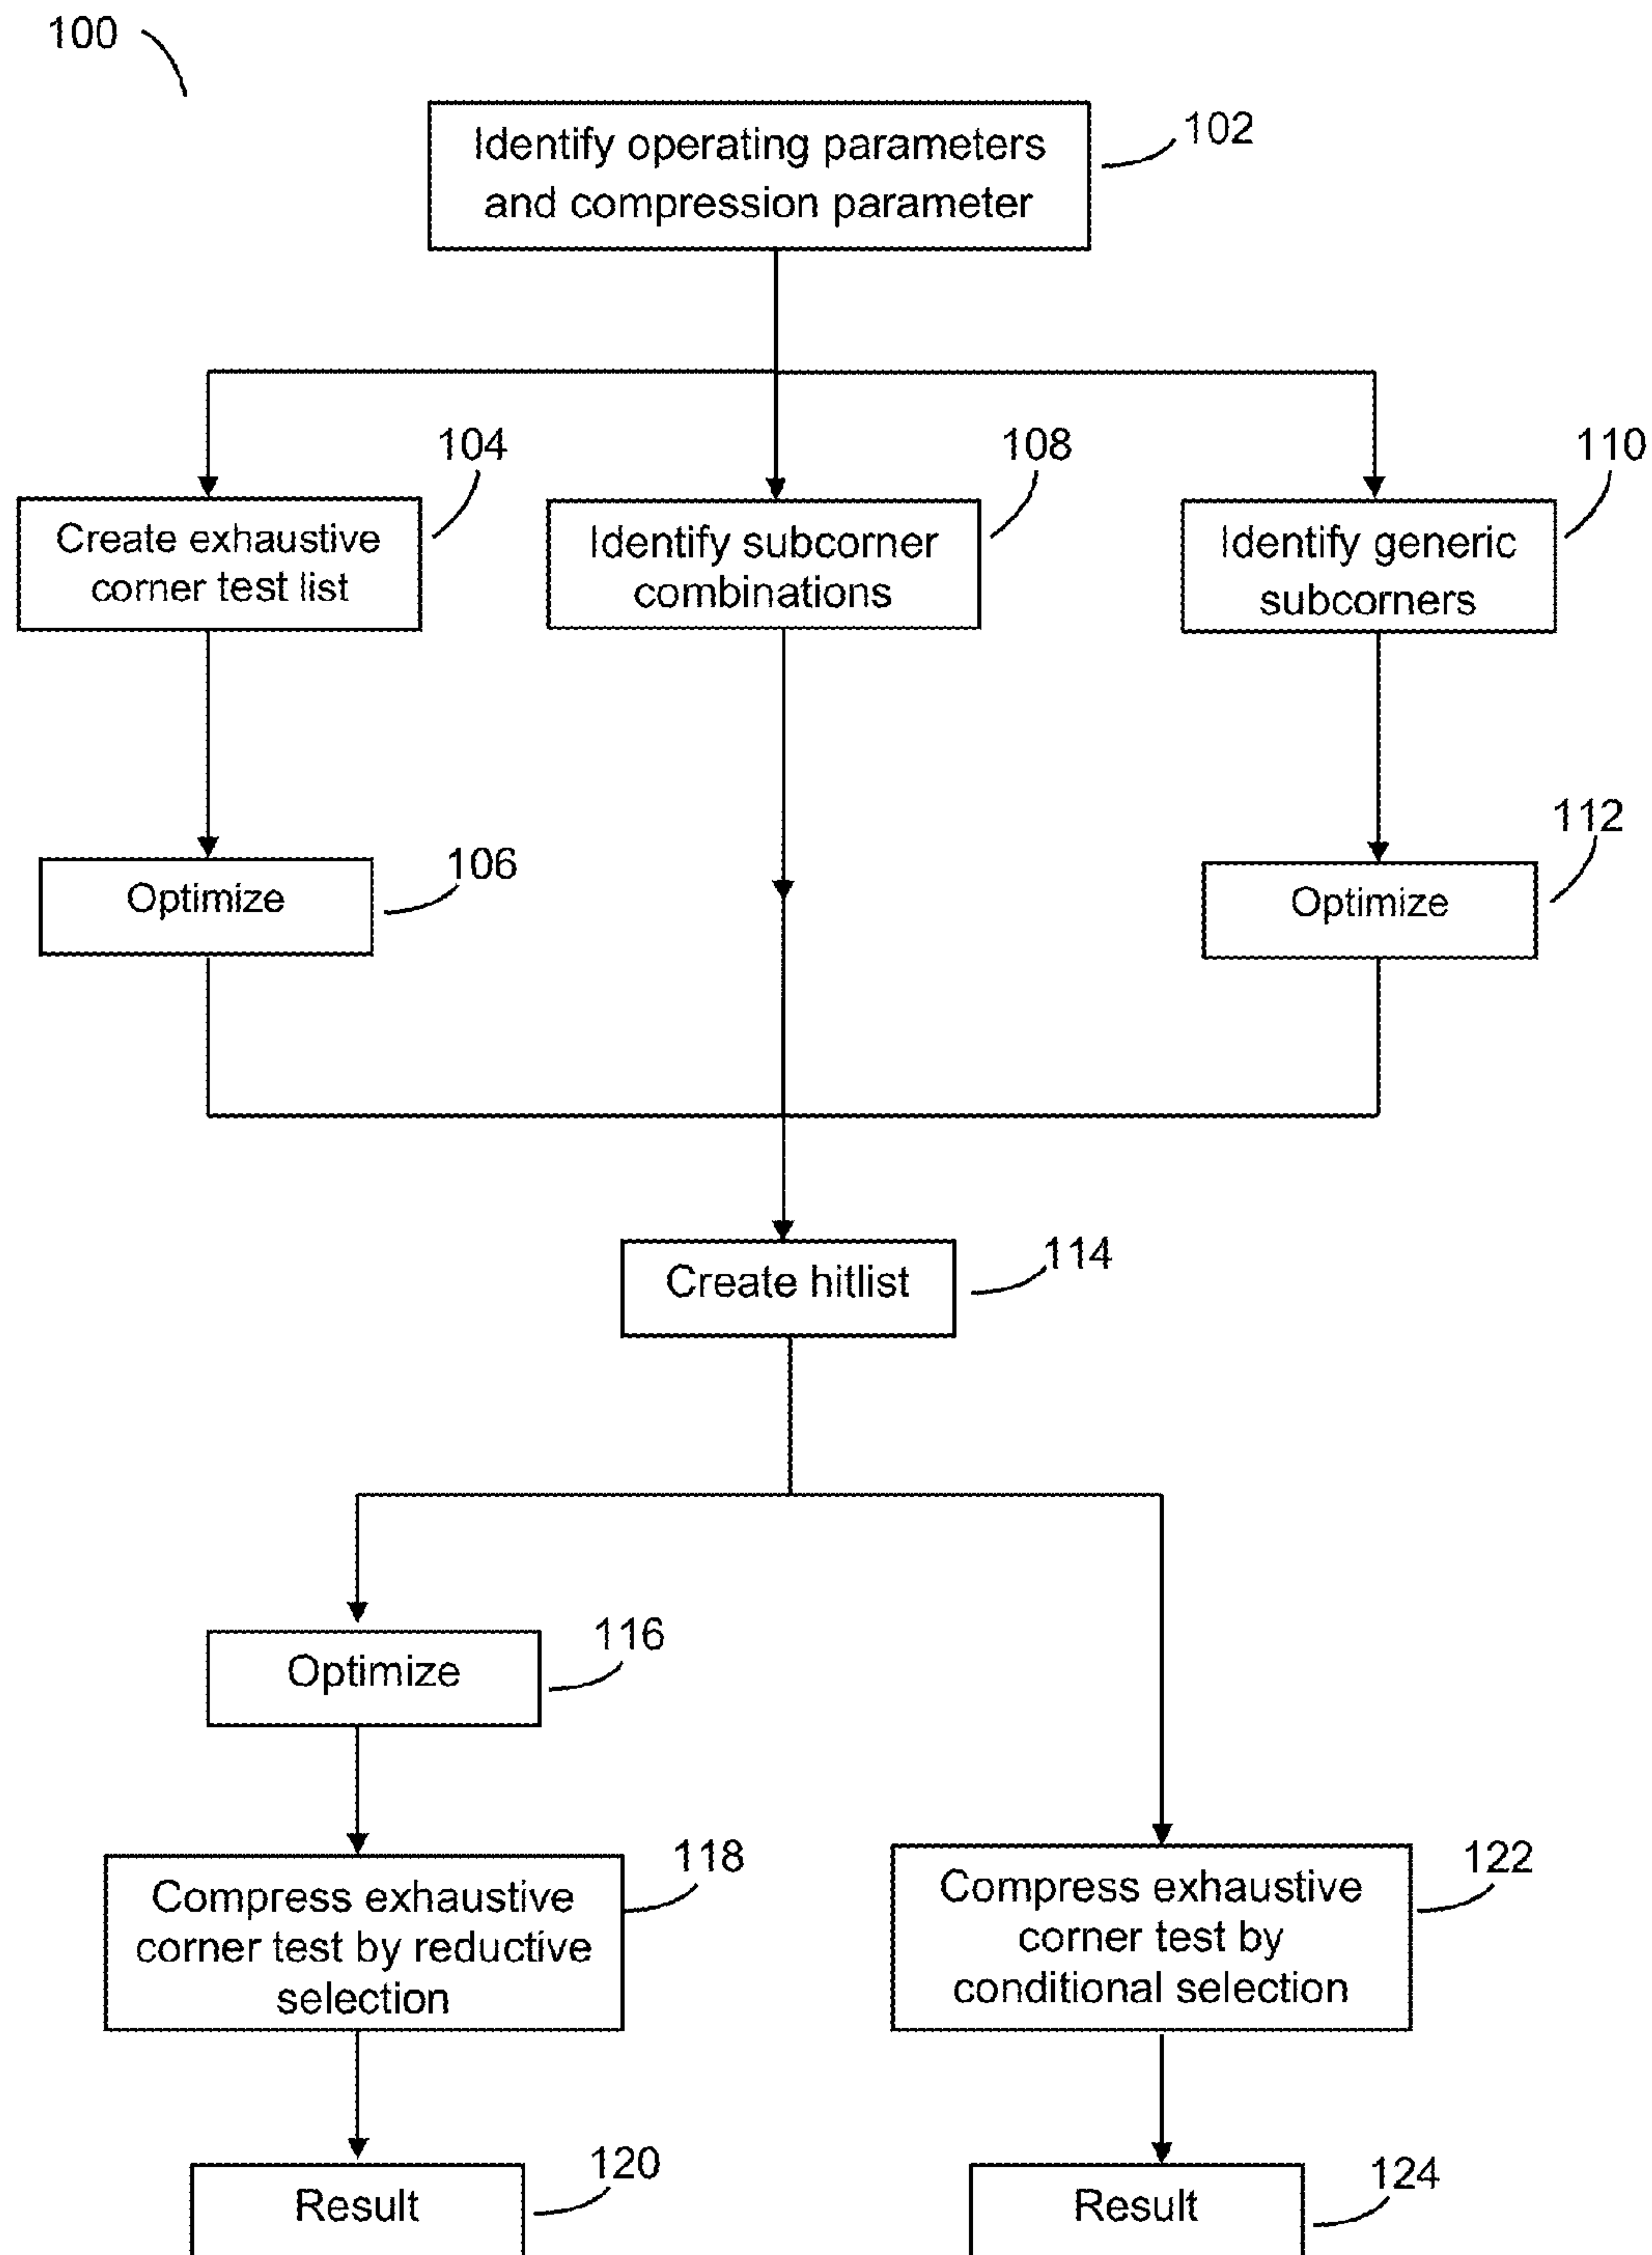 100
Identify operating parameters
and compression parameter
102
104
108
110
Create exhaustive
corner test list
Identify subcorner
combinations
Identify generic
subcorners
106
112
Optimize
Optimize
Create hitlist
114
116
Optimize
118
122
Compress exhaustive
corner test by reductive
selection
Compress exhaustive
corner test by
conditional selection
120
124
Result
Result